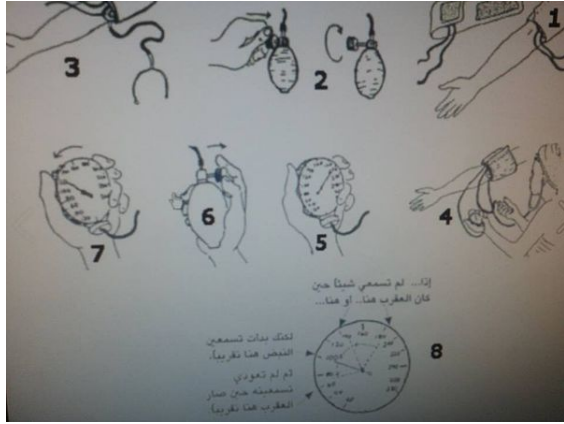 1
2
3
4
5
6
7
8
إذا... لم تسمعي شيئاً حين
كان العقرب هنا.. أو هنا...
لكنك بدأت تسمعين
النبض هنا تقريباً،
ثم لم تعودي
تسمعينه حين صار
العقرب هنا تقريباً